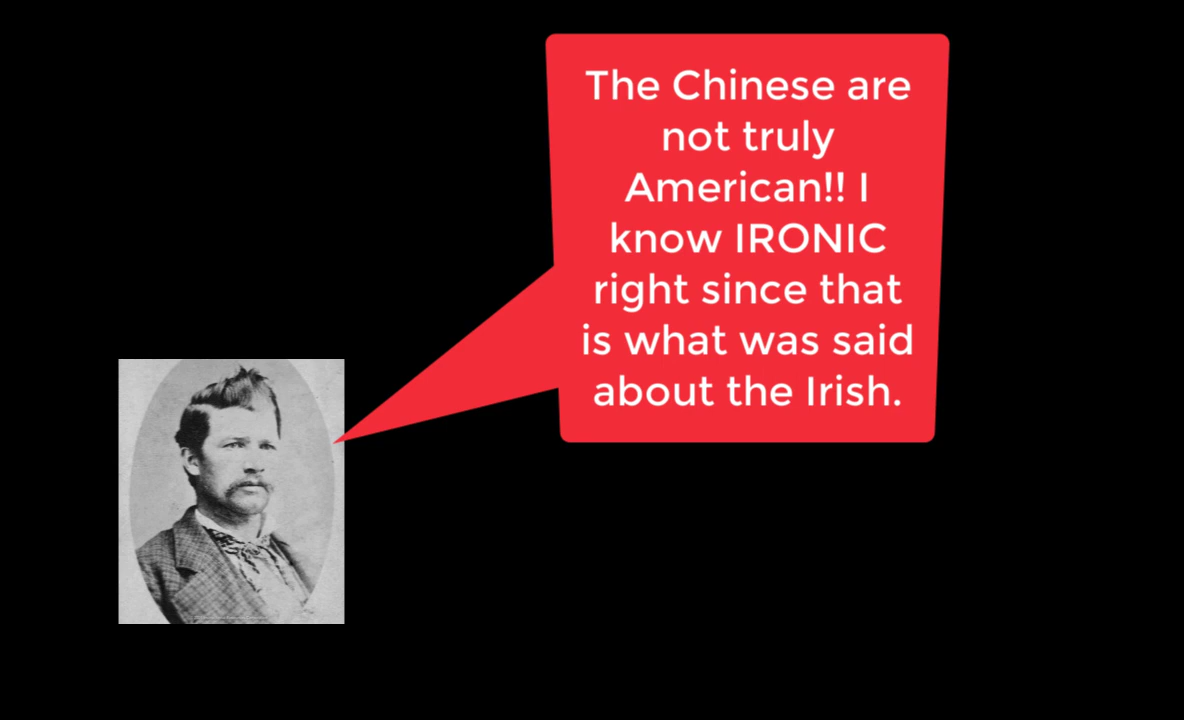 The Chinese are
not truly
American!! I
know IRONIC
right since that
is what was said
about the Irish.